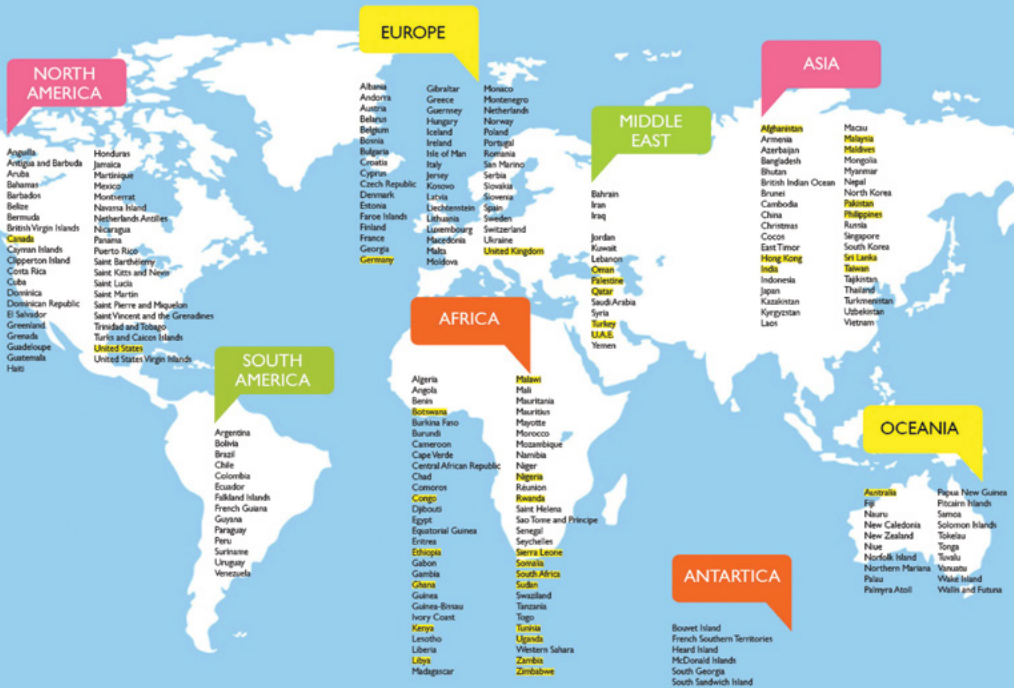 NORTH
AMERICA
Anguilla
Antigua and Barbuda
Aruba
Bahamas
Barbados
Belize
Bermuda
British Virgin Islands
Canada
Cayman Islands
Clipperton Island
Costa Rica
Cuba
Dominica
Dominican Republic
El Salvador
Greenland
Grenada
Guadeloupe
Guatemala
Haiti
Honduras
Jamaica
Martinique
Mexico
Montserrat
Navassa Island
Netherlands Antilles
Nicaragua
Panama
Puerto Rico
Saint Barthélemy
Saint Kitts and Nevis
Saint Lucia
Saint Martin
Saint Pierre and Miquelon
Saint Vincent and the Grenadines
Trinidad and Tobago
Turks and Caicos Islands
United States
United States Virgin Islands
EUROPE
Albania
Andorra
Austria
Belarus
Belgium
Bosnia
Bulgaria
Croatia
Cyprus
Czech Republic
Denmark
Estonia
Faroe Islands
Finland
France
Georgia
Germany
Gibraltar
Greece
Guernsey
Hungary
Iceland
Ireland
Isle of Man
Italy
Jersey
Kosovo
Latvia
Liechtenstein
Lithuania
Luxembourg
Macedonia
Malta
Moldova
Monaco
Montenegro
Netherlands
Norway
Poland
Portugal
Romania
San Marino
Serbia
Slovakia
Slovenia
Spain
Sweden
Switzerland
Ukraine
United Kingdom
MIDDLE
EAST
Bahrain
Iran
Iraq
Jordan
Kuwait
Lebanon
Oman
Palestine
Qatar
Saudi Arabia
Syria
Turkey
U.A.E.
Yemen
ASIA
Afghanistan
Armenia
Azerbaijan
Bangladesh
Bhutan
British Indian Ocean
Brunei
Cambodia
China
Christmas
Cocos
East Timor
Hong Kong
India
Indonesia
Japan
Kazakstan
Kyrgyzstan
Laos
Macau
Malaysia
Maldives
Mongolia
Myanmar
Nepal
North Korea
Pakistan
Philippines
Russia
Singapore
South Korea
Sri Lanka
Taiwan
Tajikistan
Thailand
Turkmenistan
Uzbekistan
Vietnam
SOUTH
AMERICA
Argentina
Bolivia
Brazil
Chile
Colombia
Ecuador
Falkland Islands
French Guiana
Guyana
Paraguay
Peru
Suriname
Uruguay
Venezuela
AFRICA
Algeria
Angola
Benin
Botswana
Burkina Faso
Burundi
Cameroon
Cape Verde
Central African Republic
Chad
Comoros
Congo
Djibouti
Egypt
Equatorial Guinea
Eritrea
Ethiopia
Gabon
Gambia
Ghana
Guinea
Guinea-Bissau
Ivory Coast
Kenya
Lesotho
Liberia
Libya
Madagascar
Malawi
Mali
Mauritania
Mauritius
Mayotte
Morocco
Mozambique
Namibia
Niger
Nigeria
Réunion
Rwanda
Saint Helena
Sao Tome and Principe
Senegal
Seychelles
Sierra Leone
Somalia
South Africa
Sudan
Swaziland
Tanzania
Togo
Tunisia
Uganda
Western Sahara
Zambia
Zimbabwe
OCEANIA
Australia
Fiji
Nauru
New Caledonia
New Zealand
Niue
Norfolk Island
Northern Mariana
Palau
Palmyra Atoll
Papua New Guinea
Pitcairn Islands
Samoa
Solomon Islands
Tokelau
Tonga
Tuvalu
Vanuatu
Wake Island
Wallis and Futuna
ANTARTICA
Bouvet Island
French Southern Territories
Heard Island
McDonald Islands
South Georgia
South Sandwich Island